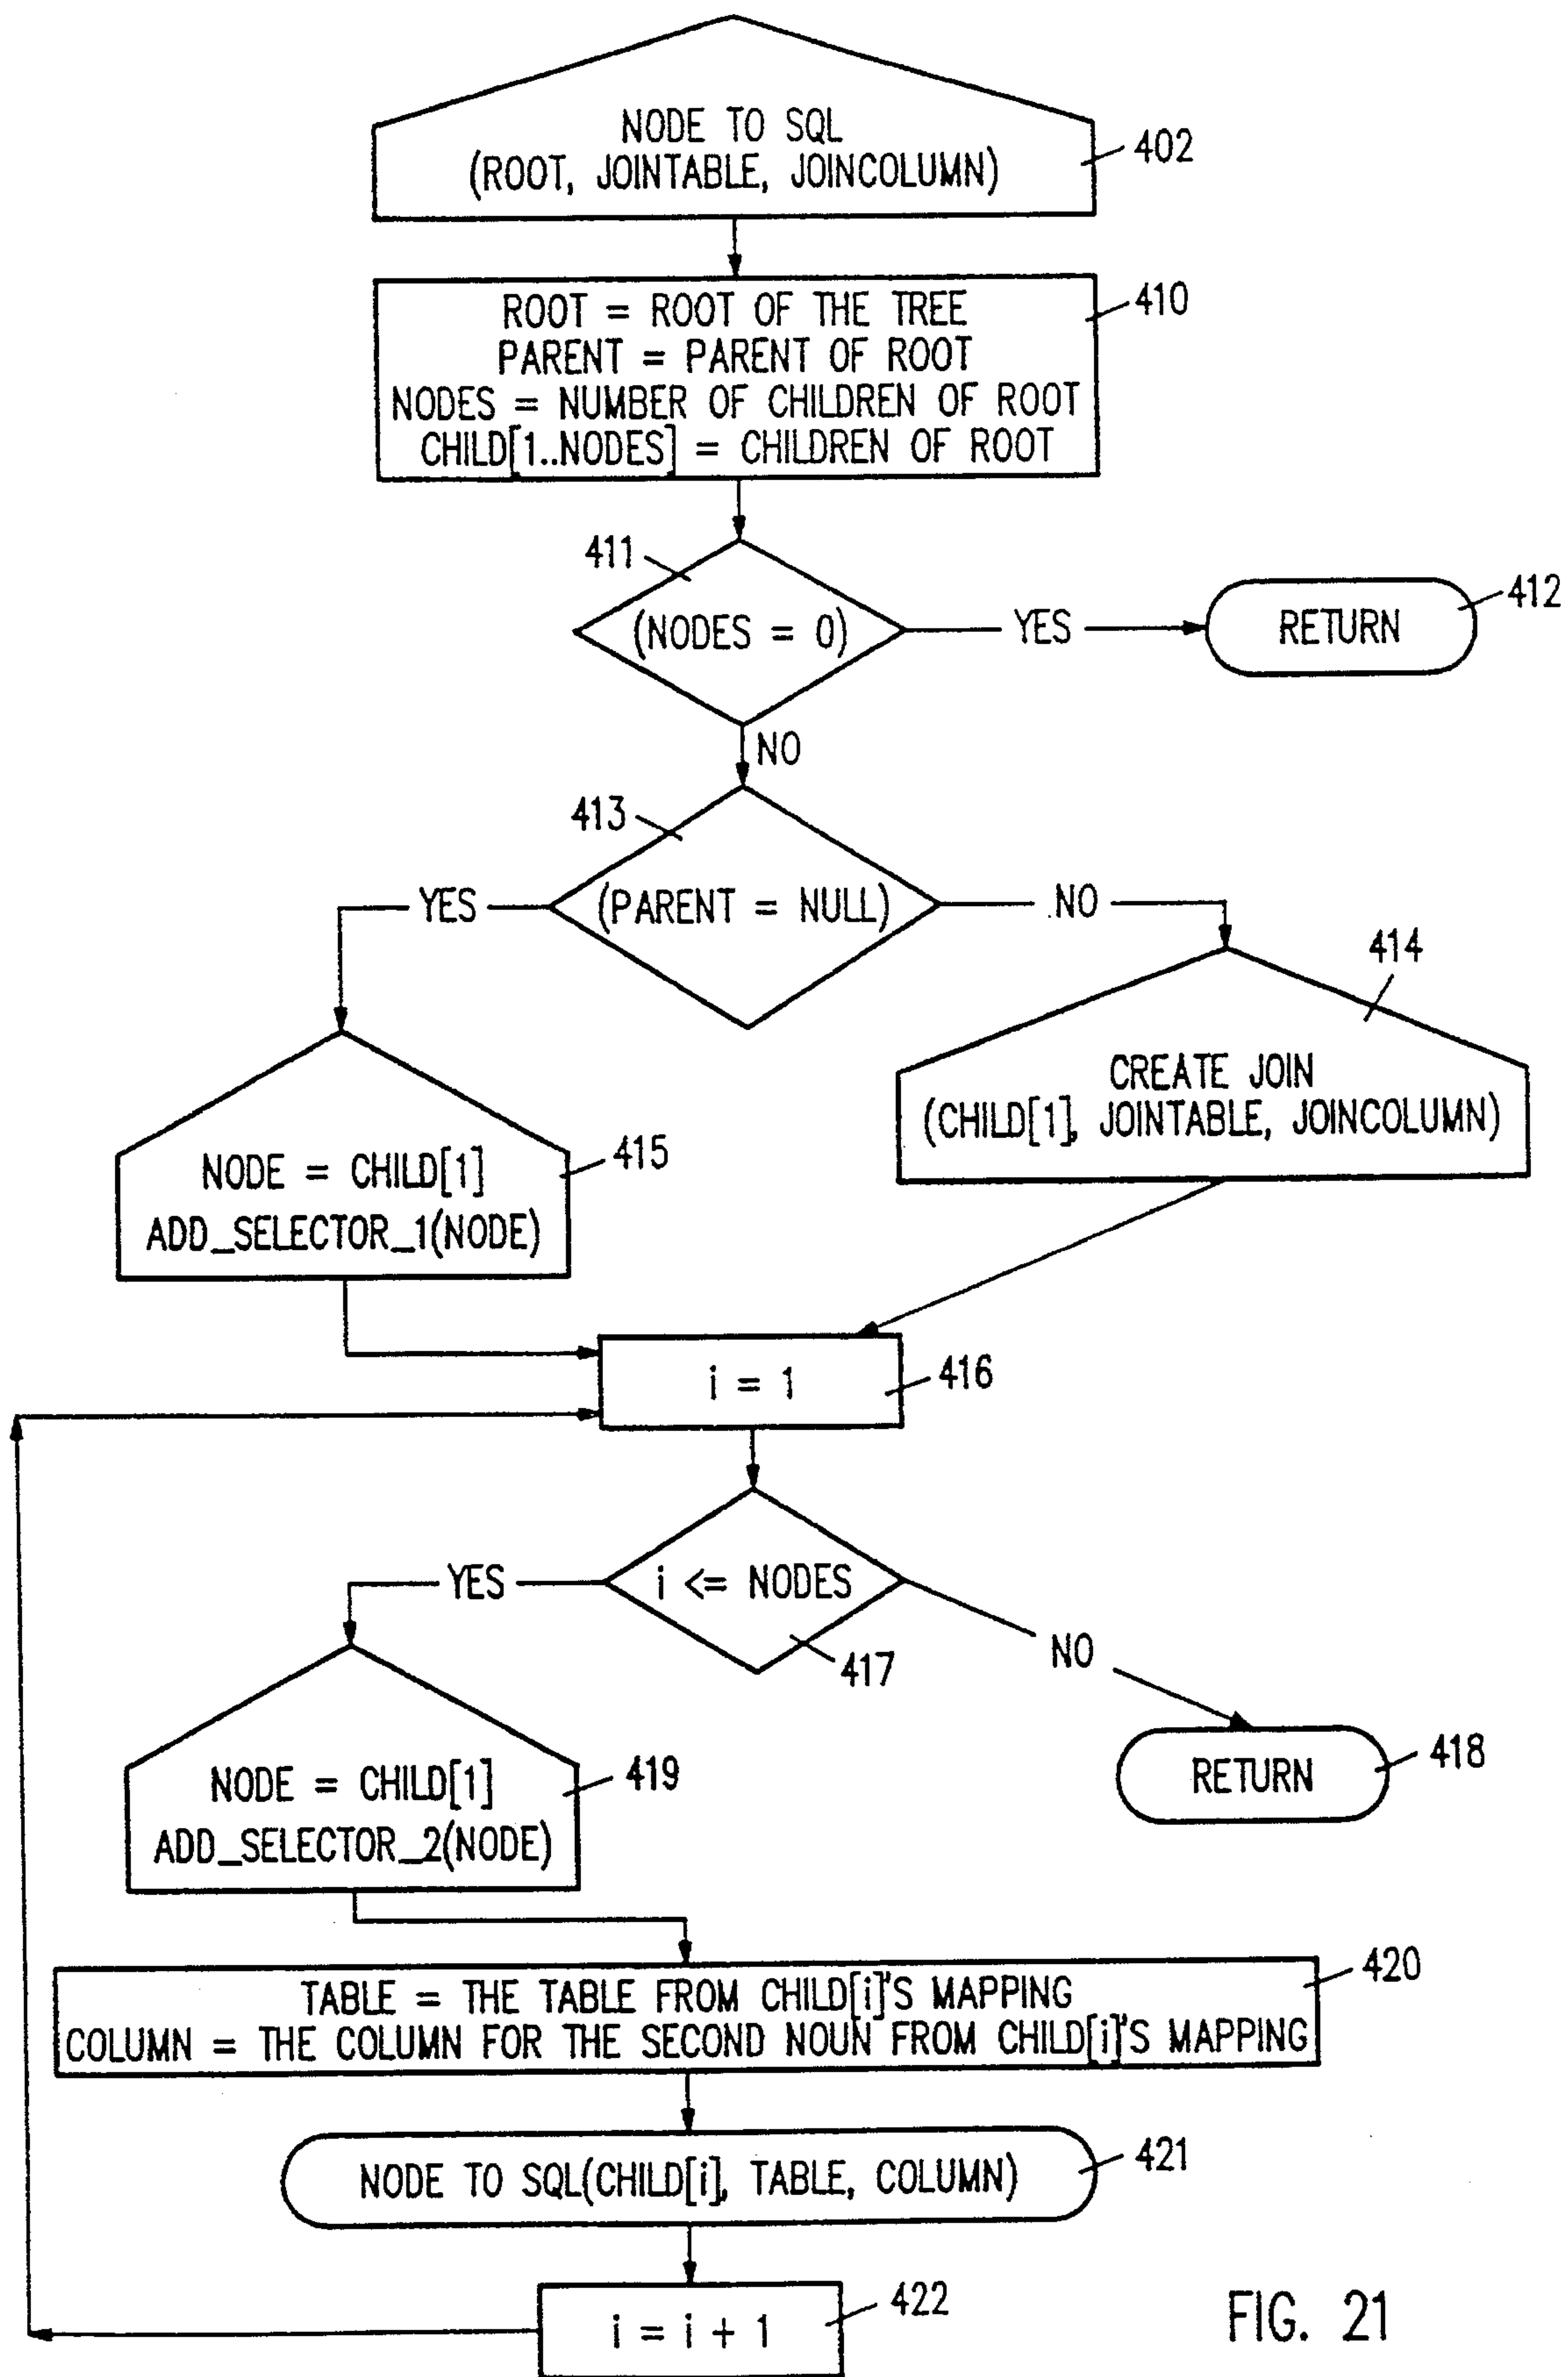 NODE TO SQL
(ROOT, JOINTABLE, JOINCOLUMN)
402
ROOT = ROOT OF THE TREE
PARENT = PARENT OF ROOT
NODES = NUMBER OF CHILDREN OF ROOT
CHILD[1..NODES] = CHILDREN OF ROOT
410
411
(NODES = 0)
YES
RETURN
412
NO
413
(PARENT = NULL)
YES
NO
414
CREATE JOIN
(CHILD[1], JOINTABLE, JOINCOLUMN)
NODE = CHILD[1]
ADD_SELECTOR_1(NODE)
415
i = 1
416
i <= NODES
417
YES
NO
RETURN
418
NODE = CHILD[1]
ADD_SELECTOR_2(NODE)
419
TABLE = THE TABLE FROM CHILD[i]'S MAPPING
COLUMN = THE COLUMN FOR THE SECOND NOUN FROM CHILD[i]'S MAPPING
420
NODE TO SQL(CHILD[i], TABLE, COLUMN)
421
i = i + 1
422
FIG. 21